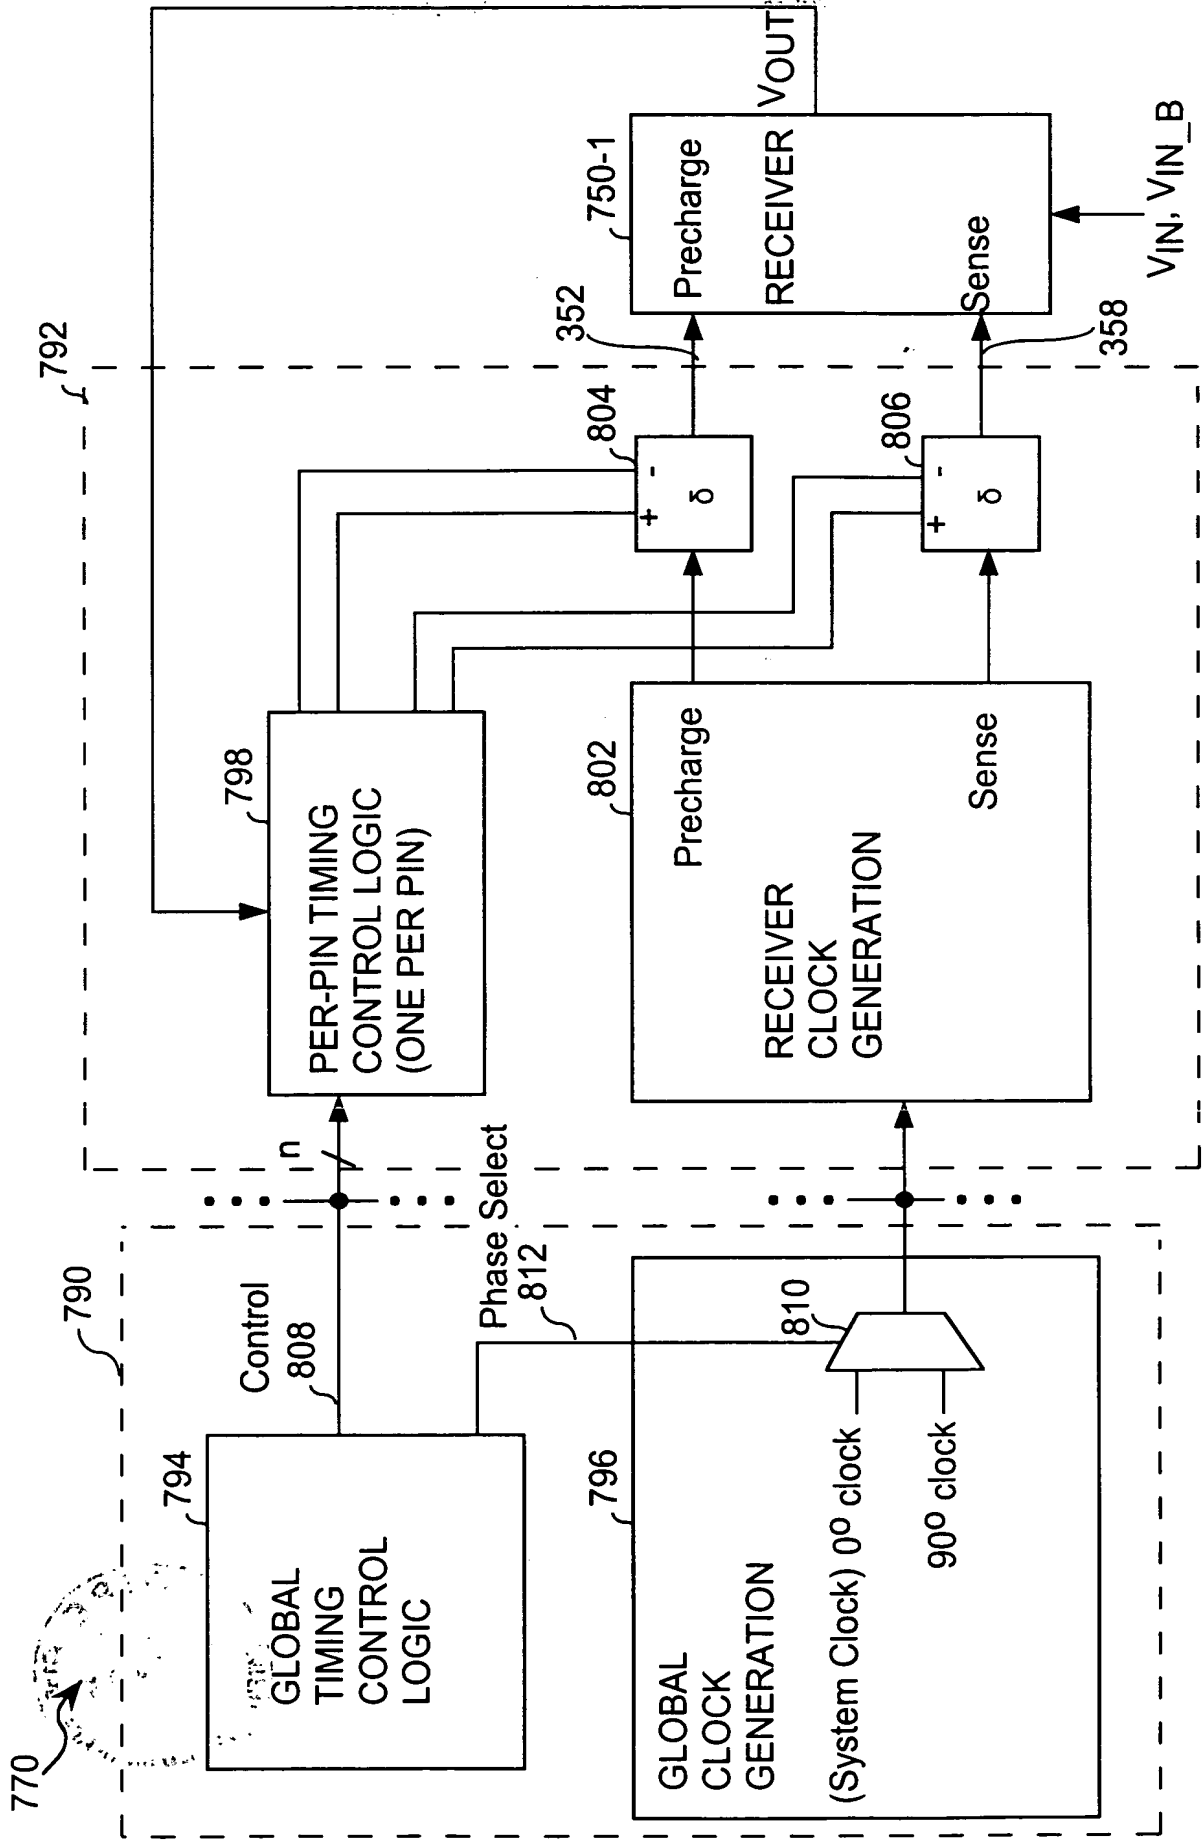 770
790
794
GLOBAL
TIMING
CONTROL
LOGIC
Control
808
Phase Select
812
796
GLOBAL
CLOCK
GENERATION
(System Clock) 0º clock
90º clock
810
792
n
798
PER-PIN TIMING
CONTROL LOGIC
(ONE PER PIN)
802
Precharge
RECEIVER
CLOCK
GENERATION
Sense
804
+ -
δ
806
+ -
δ
352
358
750-1
Precharge
RECEIVER
Sense
VOUT
VIN, VIN_B